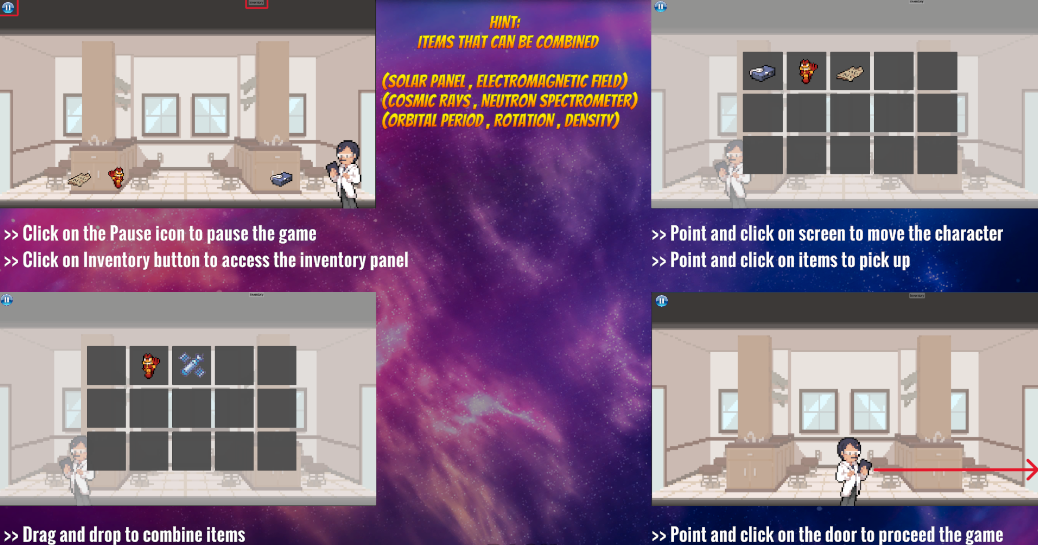 HINT:
ITEMS THAT CAN BE COMBINED
(SOLAR PANEL , ELECTROMAGNETIC FIELD)
(COSMIC RAYS , NEUTRON SPECTROMETER)
(ORBITAL PERIOD , ROTATION , DENSITY)
>> Click on the Pause icon to pause the game
>> Click on Inventory button to access the inventory panel
>> Point and click on screen to move the character
>> Point and click on items to pick up
>> Drag and drop to combine items
>> Point and click on the door to proceed the game